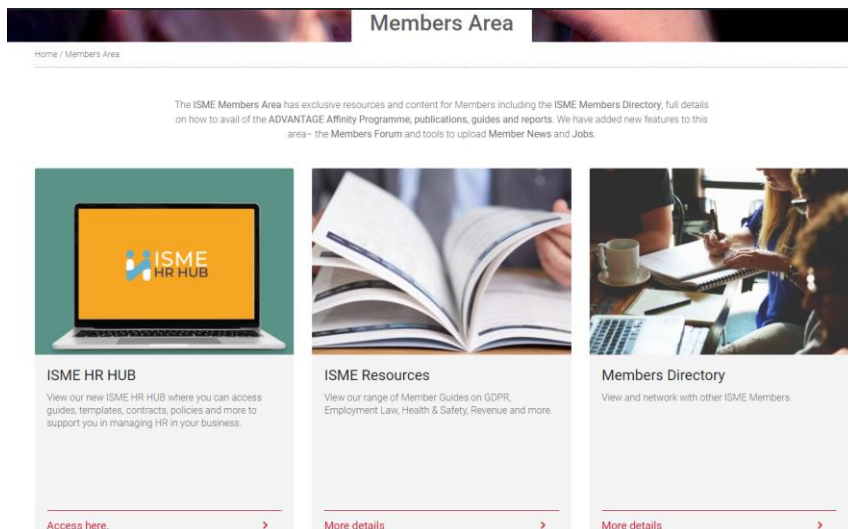 Members Area
Home / Members Area
The ISME Members Area has exclusive resources and content for Members including the ISME Members Directory, full details
on how to avail of the ADVANTAGE Affinity Programme, publications, guides and reports. We have added new features to this
area– the Members Forum and tools to upload Member News and Jobs.
ISME
HR HUB
ISME HR HUB
View our new ISME HR HUB where you can access
guides, templates, contracts, policies and more to
support you in managing HR in your business.
Access here.
ISME Resources
View our range of Member Guides on GDPR,
Employment Law, Health & Safety, Revenue and more.
More details
Members Directory
View and network with other ISME Members.
More details